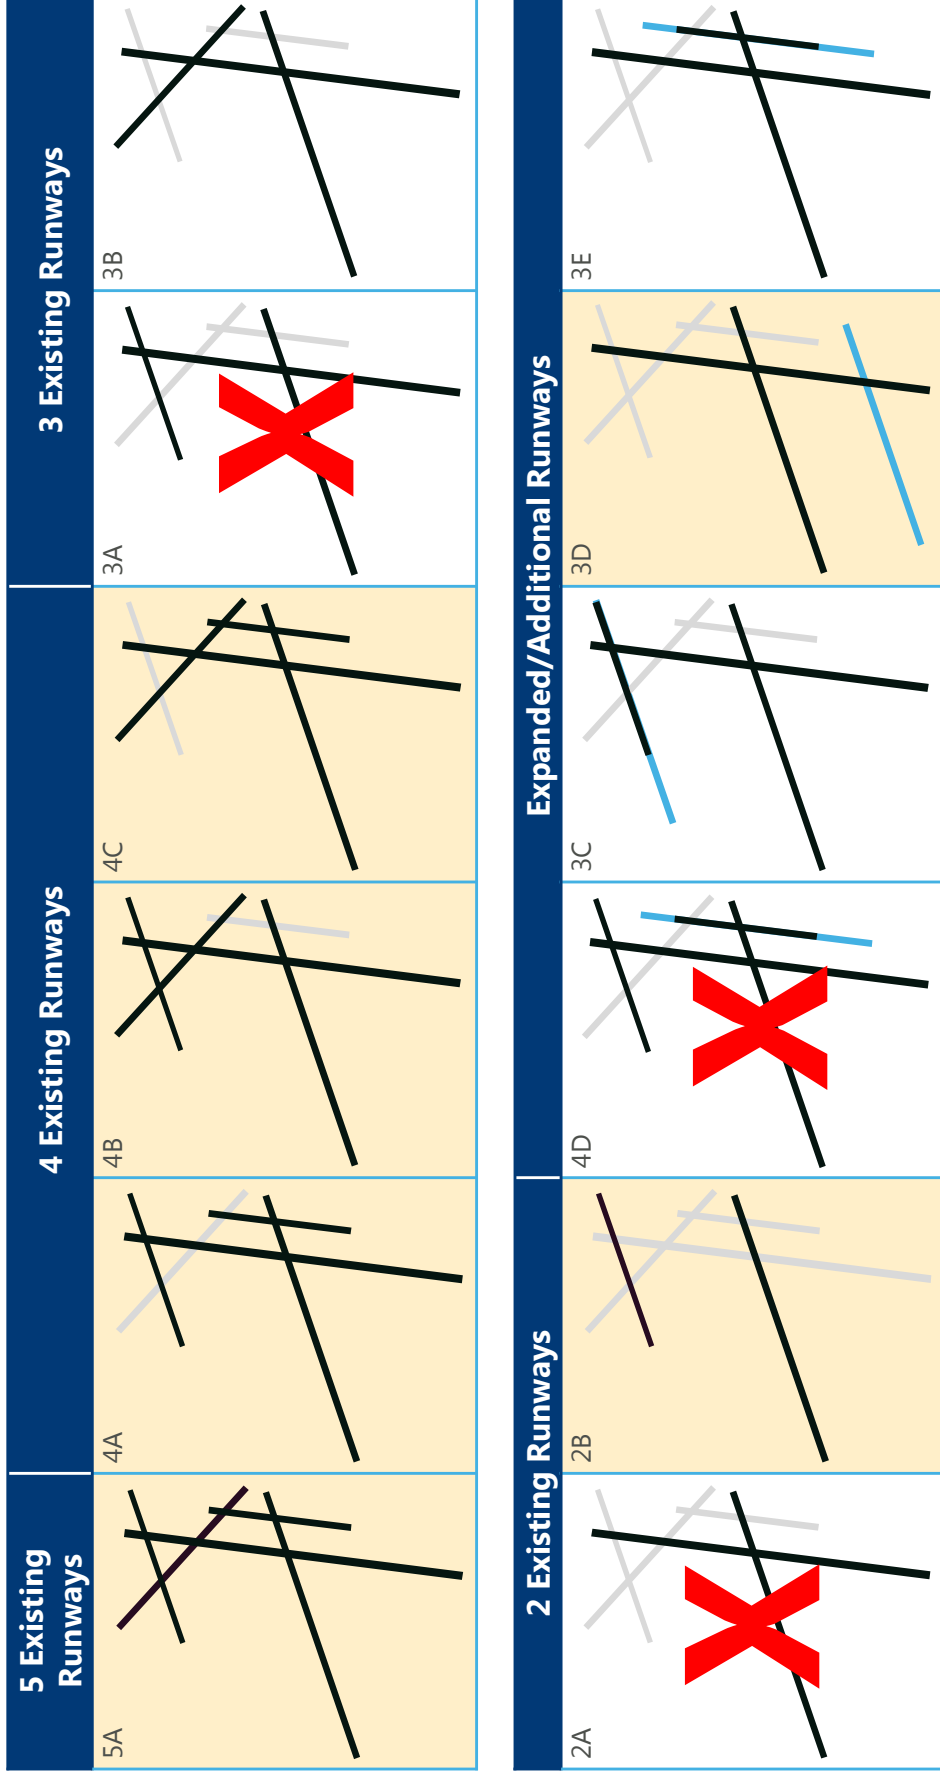 5 Existing
Runways
4 Existing Runways
3 Existing Runways
5A
4A
4B
4C
3A
3B
2 Existing Runways
Expanded/Additional Runways
2A
2B
4D
3C
3D
3E